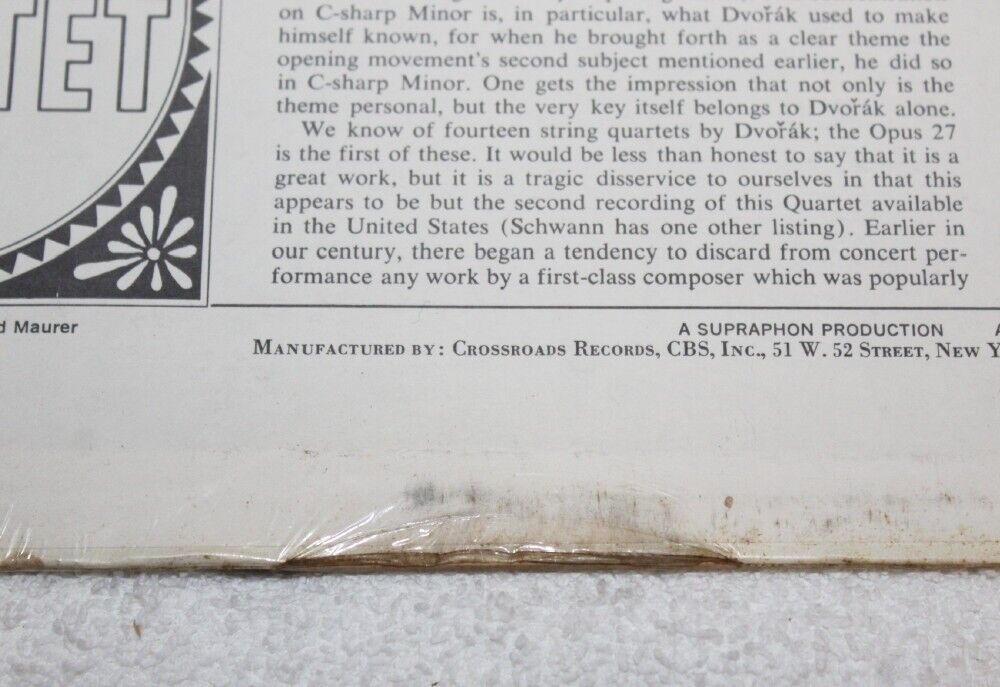 TET
on C-sharp Minor is, in particular, what Dvořák used to make
himself known, for when he brought forth as a clear theme the
opening movement's second subject mentioned earlier, he did so
in C-sharp Minor. One gets the impression that not only is the
theme personal, but the very key itself belongs to Dvořák alone.
We know of fourteen string quartets by Dvořák; the Opus 27
is the first of these. It would be less than honest to say that it is a
great work, but it is a tragic disservice to ourselves in that this
appears to be but the second recording of this Quartet available
in the United States (Schwann has one other listing). Earlier in
our century, there began a tendency to discard from concert per-
formance any work by a first-class composer which was popularly
d Maurer
A SUPRAPHON PRODUCTION
MANUFACTURED BY: CROSSROADS RECORDS, CBS, INC., 51 W. 52 STREET, NEW Y